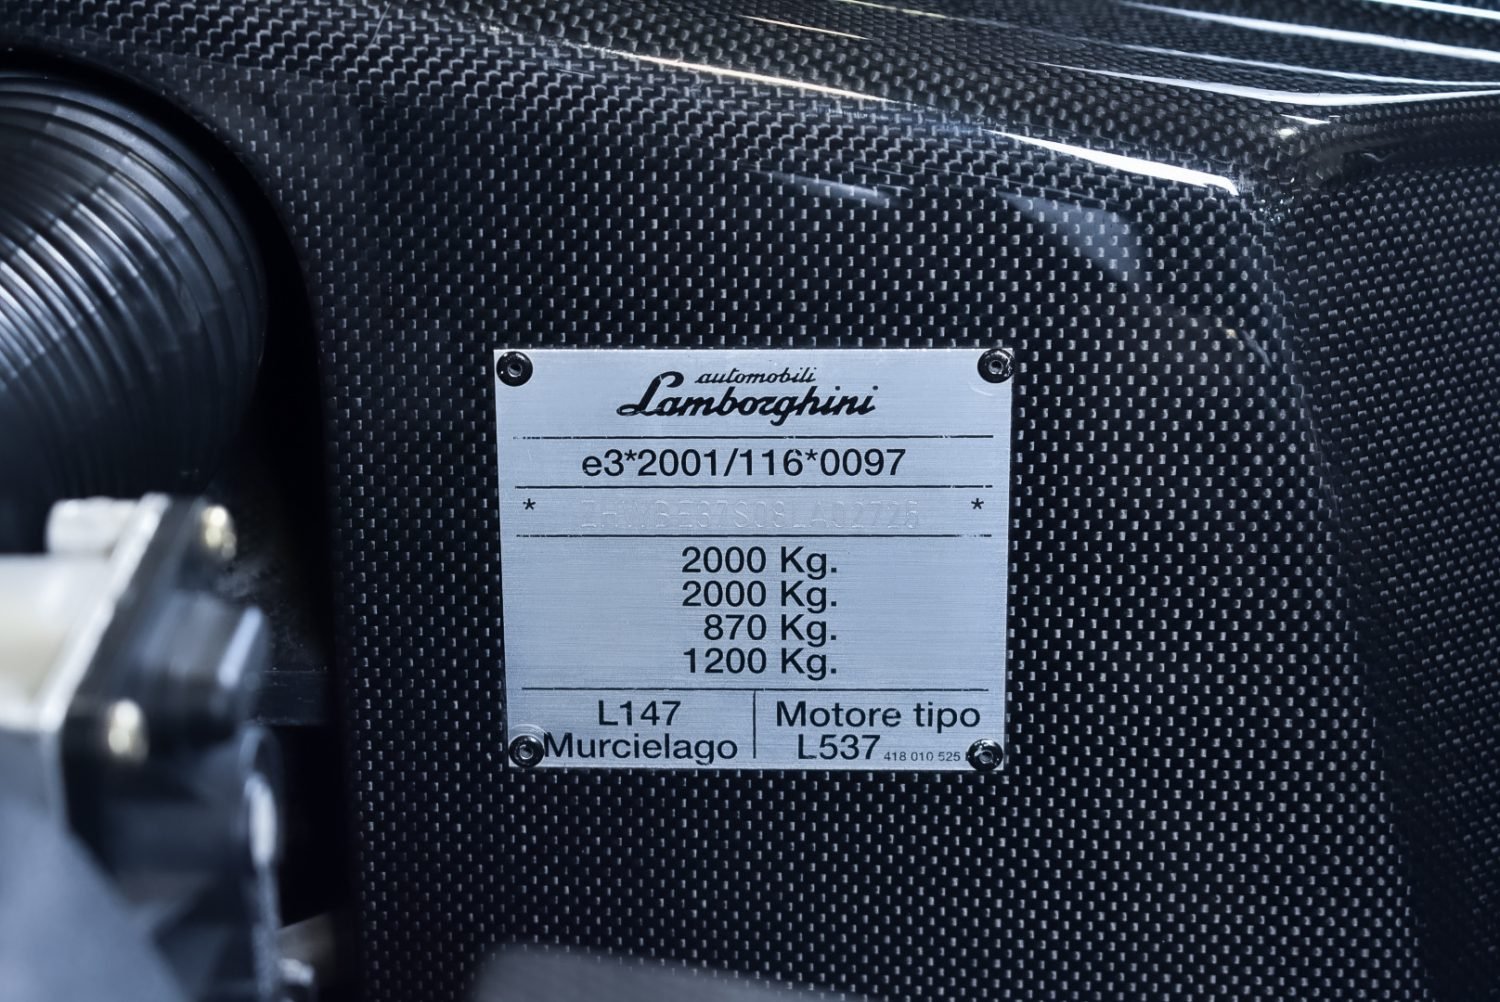 automobili
Lamborghini
e3*2001/116*0097
* ZHWBE37S08LA02725 *
2000 Kg.
2000 Kg.
870 Kg.
1200 Kg.
L147
Murcielago
Motore tipo
L537 418 010 525